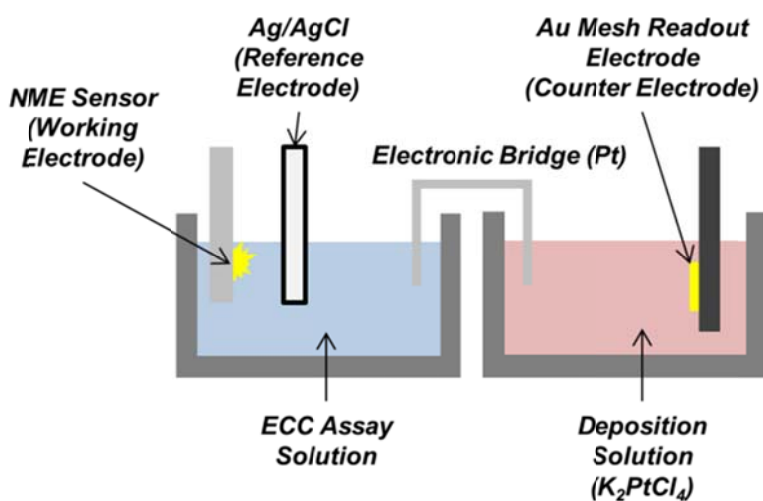 Ag/AgCl
(Reference
Electrode)
Au Mesh Readout
Electrode
(Counter Electrode)
NME Sensor
(Working
Electrode)
Electronic Bridge (Pt)
ECC Assay
Solution
Deposition
Solution
(K₂PtCl₄)